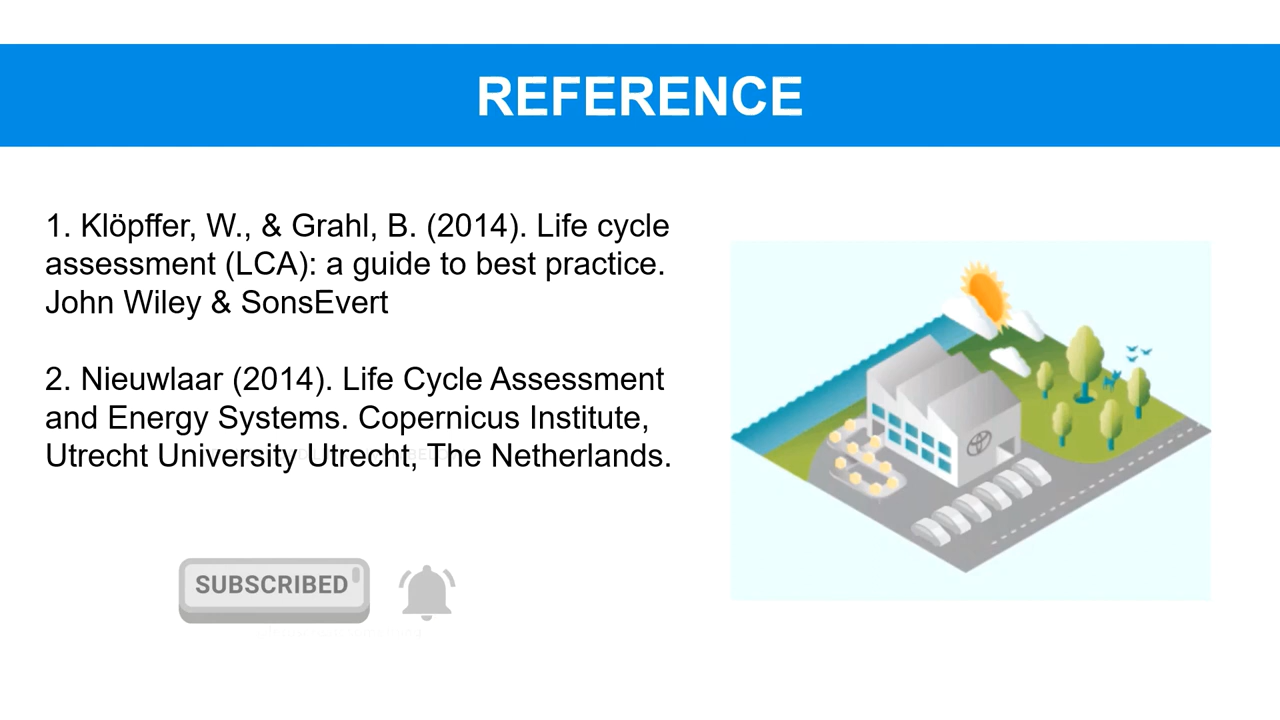 REFERENCE
1. Klöpffer, W., & Grahl, B. (2014). Life cycle
assessment (LCA): a guide to best practice.
John Wiley & SonsEvert
2. Nieuwlaar (2014). Life Cycle Assessment
and Energy Systems. Copernicus Institute,
Utrecht University Utrecht, The Netherlands.
SUBSCRIBED